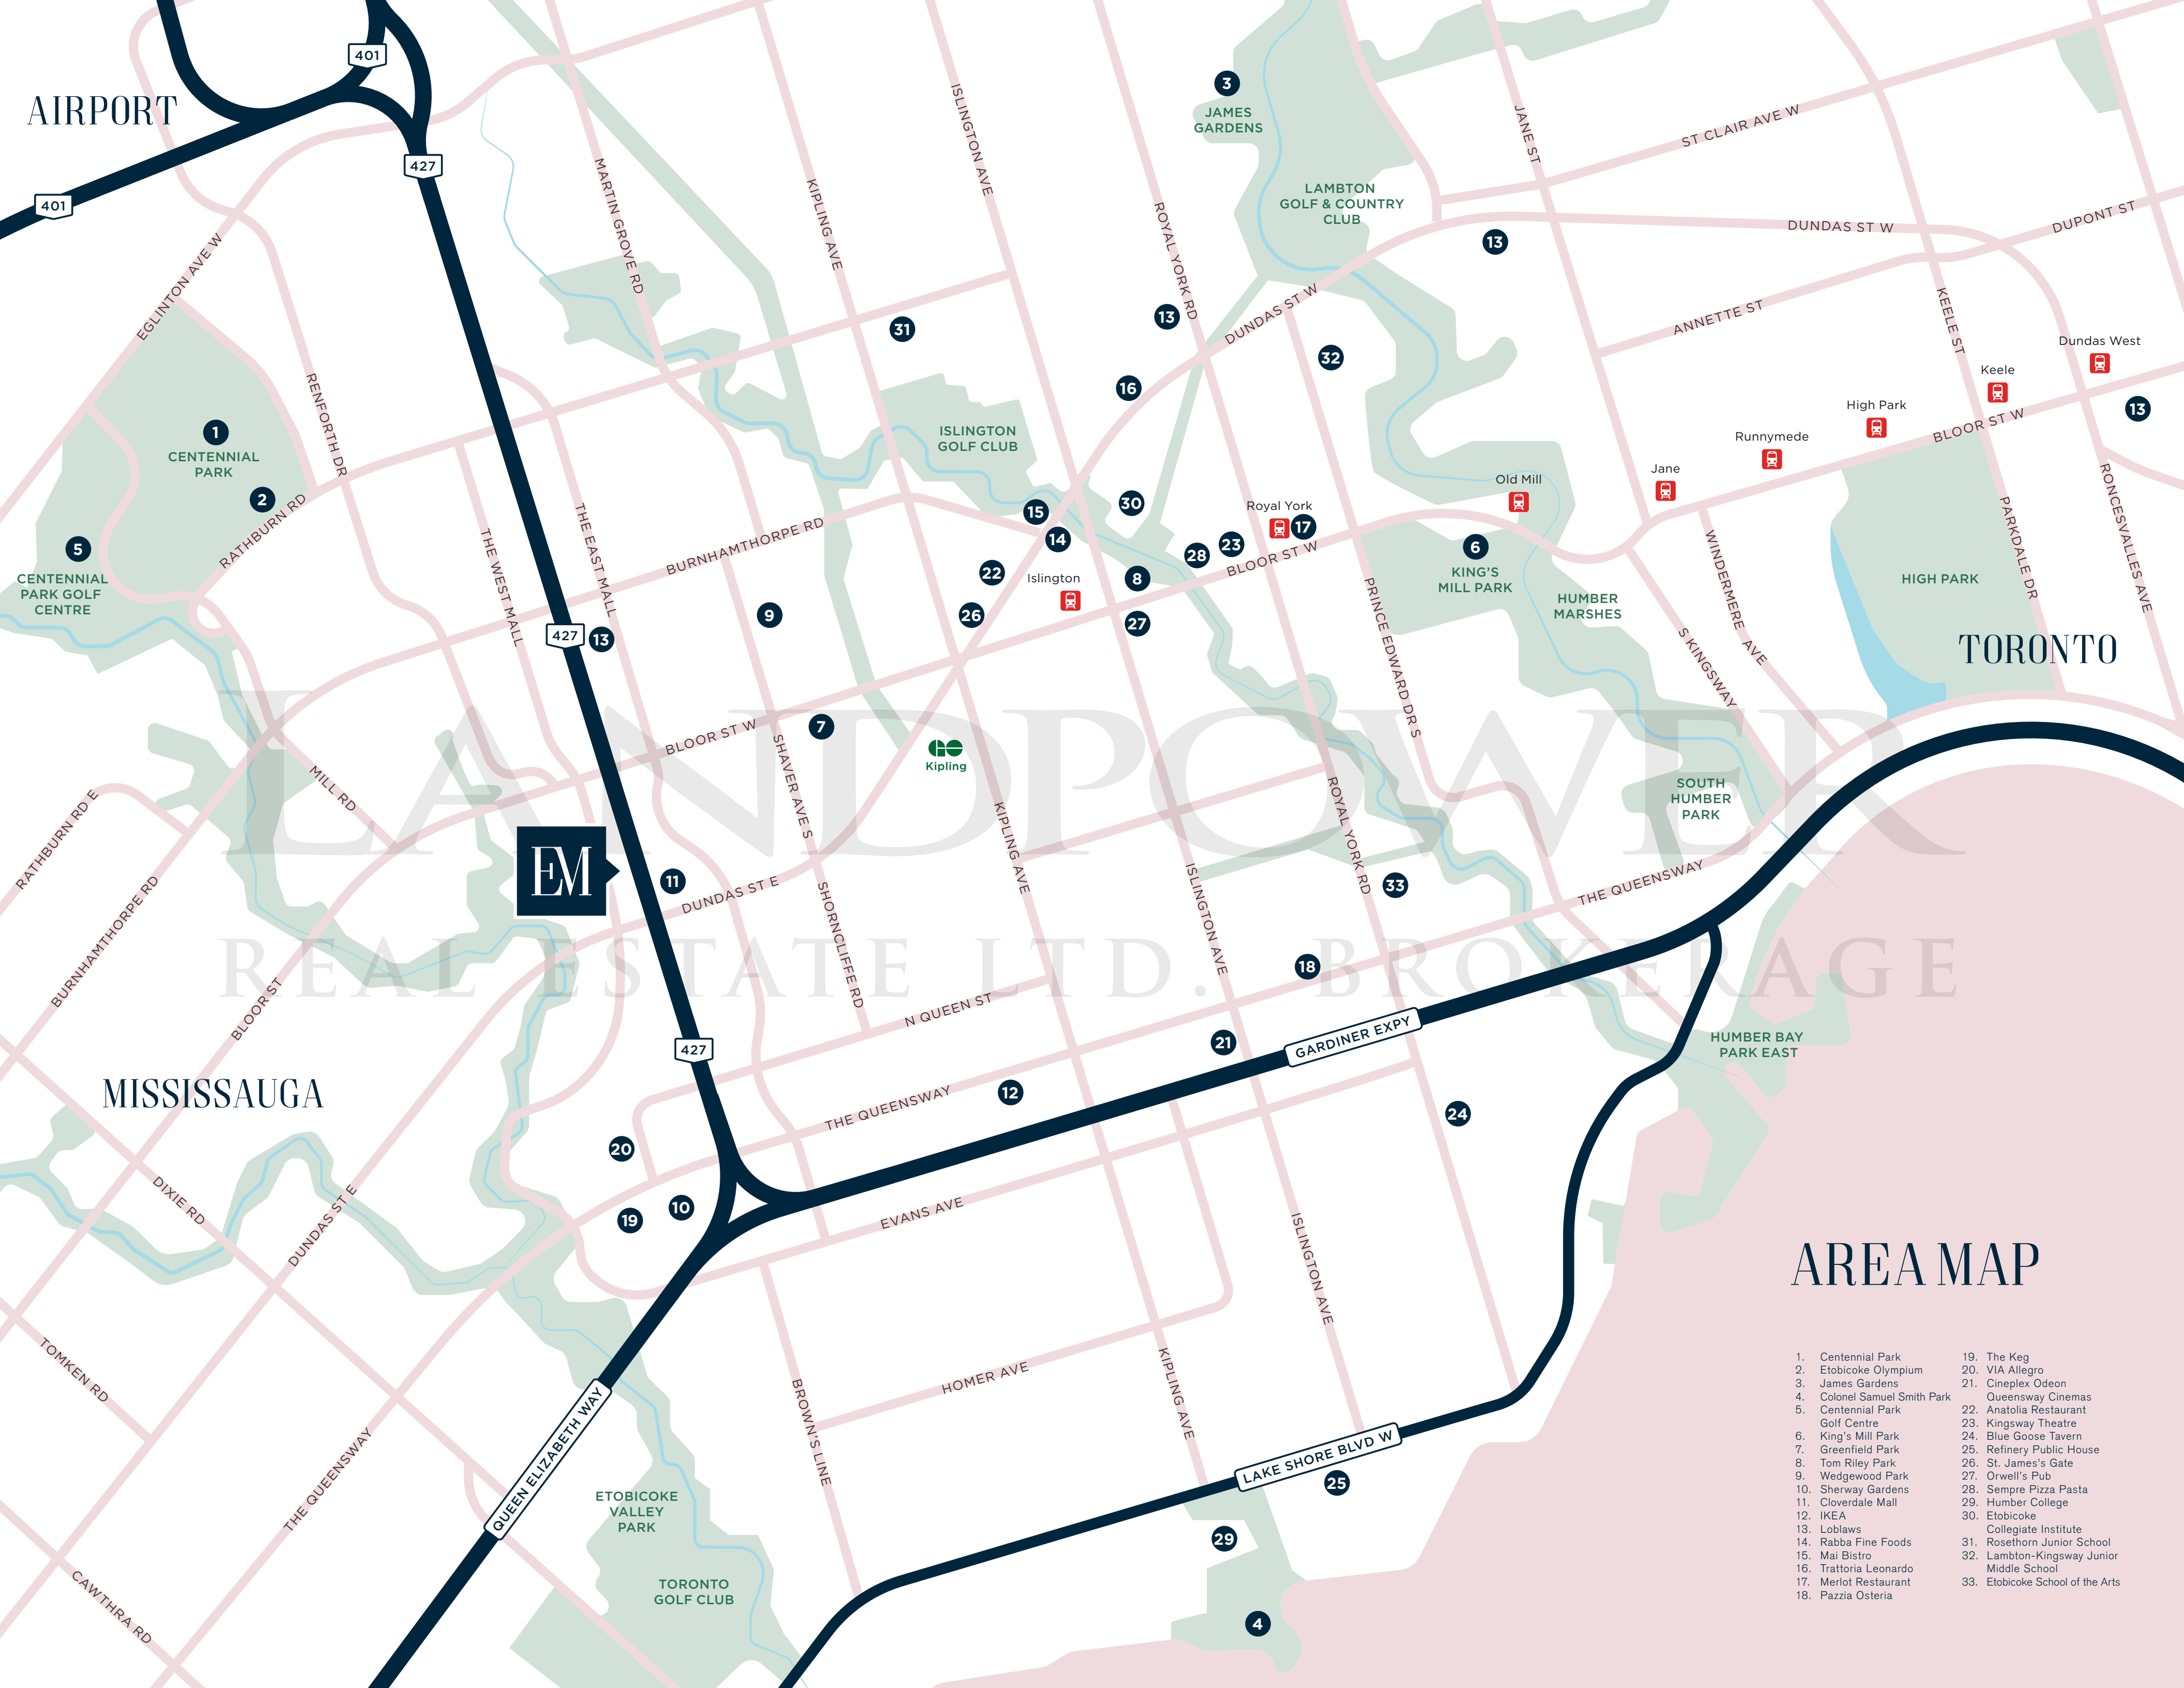 AIRPORT
401
401
427
3
JAMES
GARDENS
LAMBTON
GOLF & COUNTRY
CLUB
ISLINGTON AVE
MARTIN GROVE RD
KIPLING AVE
ROYAL YORK RD
JANE ST
ST CLAIR AVE W
DUNDAS ST W
DUPONT ST
13
EGLINTON AVE W
DUNDAS ST W
ANNETTE ST
KEELE ST
13
31
32
16
Dundas West
Keele
High Park
Runnymede
Jane
13
BLOOR ST W
RENFORTH DR
1
CENTENNIAL
PARK
2
RATHBURN RD
5
CENTENNIAL
PARK GOLF
CENTRE
ISLINGTON
GOLF CLUB
15
14
30
Royal York
17
Old Mill
28
23
BLOOR ST W
6
KING'S
MILL PARK
HUMBER
MARSHES
HIGH PARK
PARKDALE DR
RONCESVALLES AVE
WINDERMERE AVE
S KINGSWAY
TORONTO
THE WEST MALL
THE EAST MALL
BURNHAMTHORPE RD
22
Islington
8
26
27
9
427
13
PRINCE EDWARD DR S
LANDPOWER
REAL ESTATE LTD. BROKERAGE
BLOOR ST W
7
Kipling
SHAVER AVE S
MILL RD
RATHBURN RD E
BURNHAMTHORPE RD
BLOOR ST
EM
11
DUNDAS ST E
SHORNCLIFFE RD
KIPLING AVE
ISLINGTON AVE
ROYAL YORK RD
33
SOUTH
HUMBER
PARK
THE QUEENSWAY
18
N QUEEN ST
21
GARDINER EXPY
HUMBER BAY
PARK EAST
427
MISSISSAUGA
THE QUEENSWAY
12
24
20
10
19
EVANS AVE
DIXIE RD
DUNDAS ST E
ISLINGTON AVE
TOMKEN RD
HOMER AVE
KIPLING AVE
BROWN'S LINE
QUEEN ELIZABETH WAY
LAKE SHORE BLVD W
25
THE QUEENSWAY
ETOBICOKE
VALLEY
PARK
29
TORONTO
GOLF CLUB
CAWTHRA RD
4
AREA MAP
1. Centennial Park
2. Etobicoke Olympium
3. James Gardens
4. Colonel Samuel Smith Park
5. Centennial Park
Golf Centre
6. King's Mill Park
7. Greenfield Park
8. Tom Riley Park
9. Wedgewood Park
10. Sherway Gardens
11. Cloverdale Mall
12. IKEA
13. Loblaws
14. Rabba Fine Foods
15. Mai Bistro
16. Trattoria Leonardo
17. Merlot Restaurant
18. Pazzia Osteria
19. The Keg
20. VIA Allegro
21. Cineplex Odeon
Queensway Cinemas
22. Anatolia Restaurant
23. Kingsway Theatre
24. Blue Goose Tavern
25. Refinery Public House
26. St. James's Gate
27. Orwell's Pub
28. Sempre Pizza Pasta
29. Humber College
30. Etobicoke
Collegiate Institute
31. Rosethorn Junior School
32. Lambton-Kingsway Junior
Middle School
33. Etobicoke School of the Arts